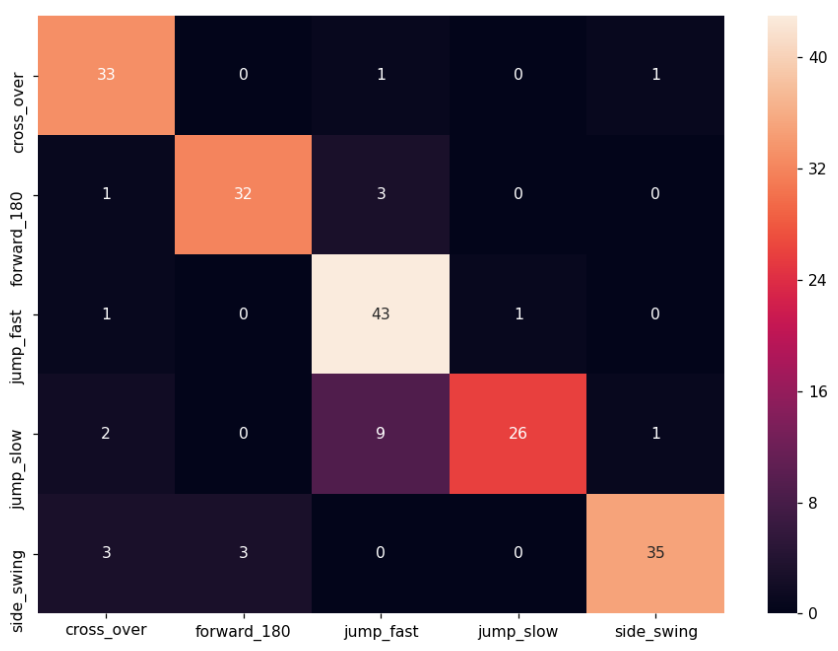 cross_over 33 0 1 0 1
forward_180 1 32 3 0 0
jump_fast 1 0 43 1 0
jump_slow 2 0 9 26 1
side_swing 3 3 0 0 35
cross_over forward_180 jump_fast jump_slow side_swing
40
32
24
16
8
0